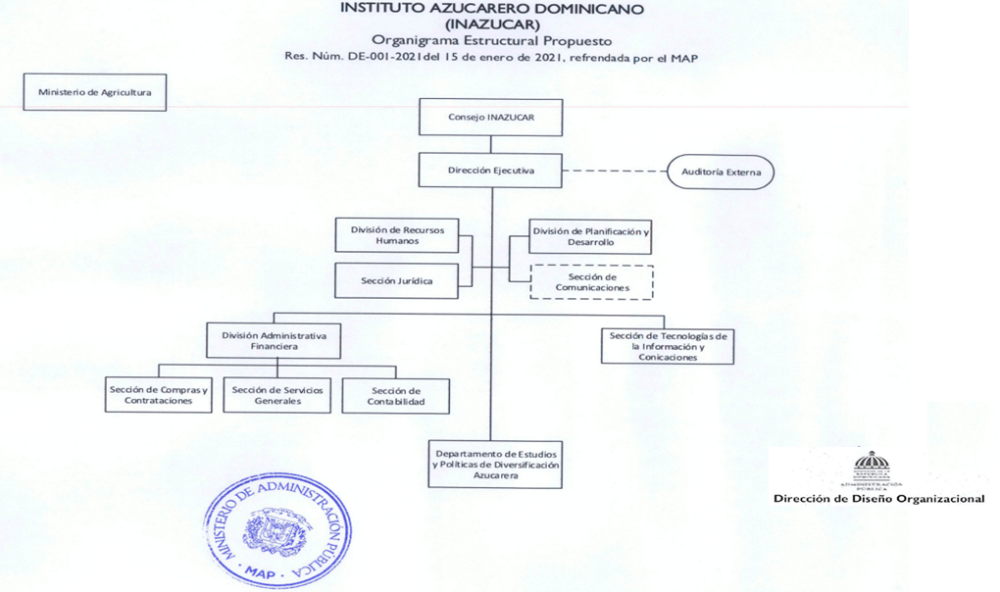 INSTITUTO AZUCARERO DOMINICANO
(INAZUCAR)
Organigrama Estructural Propuesto
Res. Núm. DE-001-2021del 15 de enero de 2021, refrendada por el MAP
Ministerio de Agricultura
Consejo INAZUCAR
Dirección Ejecutiva
Auditoría Externa
División de Recursos
Humanos
División de Planificación y
Desarrollo
Sección Jurídica
Sección de
Comunicaciones
División Administrativa
Financiera
Sección de Tecnologías de
la Información y
Conicaciones
Sección de Compras y
Contrataciones
Sección de Servicios
Generales
Sección de
Contabilidad
Departamento de Estudios
y Políticas de Diversificación
Azucarera
MINISTERIO DE ADMINISTRACIÓN PÚBLICA
· MAP ·
REPÚBLICA
DOMINICANA
ADMINISTRACIÓN
PÚBLICA
Dirección de Diseño Organizacional